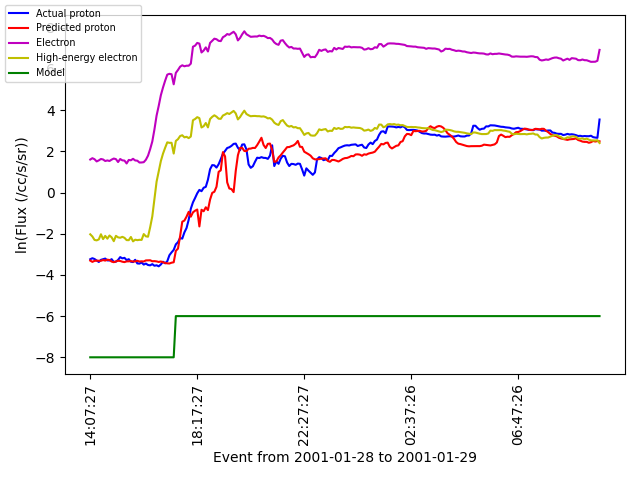 Actual proton
Predicted proton
Electron
High-energy electron
Model
ln(Flux (/cc/s/sr))
4
2
0
−2
−4
−6
−8
14:07:27
18:17:27
22:27:27
02:37:26
06:47:26
Event from 2001-01-28 to 2001-01-29